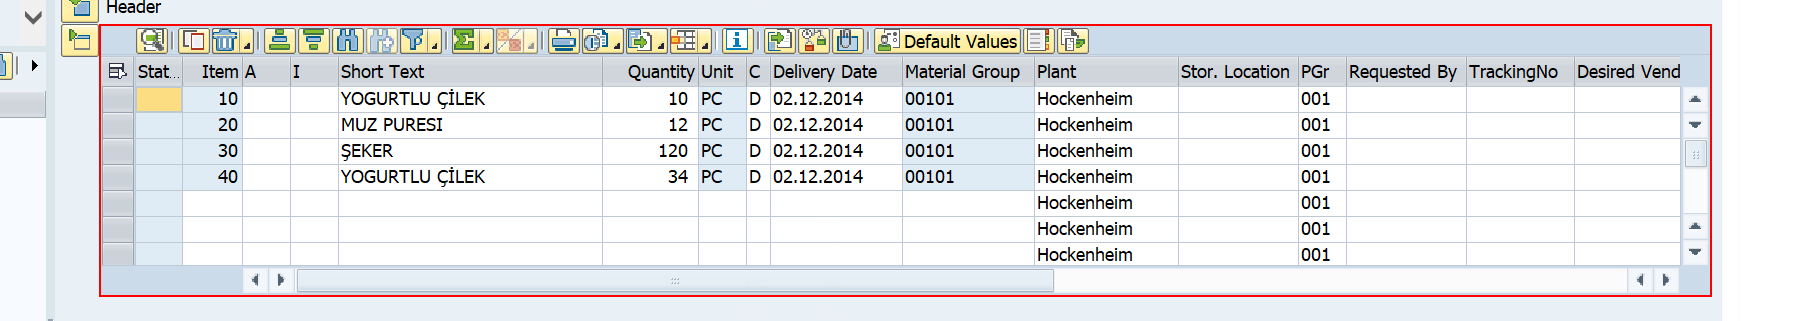 Header
Default Values
Stat... Item A I Short Text Quantity Unit C Delivery Date Material Group Plant Stor. Location PGr Requested By TrackingNo Desired Vend
10 YOGURTLU ÇİLEK 10 PC D 02.12.2014 00101 Hockenheim 001
20 MUZ PURESI 12 PC D 02.12.2014 00101 Hockenheim 001
30 ŞEKER 120 PC D 02.12.2014 00101 Hockenheim 001
40 YOGURTLU ÇİLEK 34 PC D 02.12.2014 00101 Hockenheim 001
Hockenheim 001
Hockenheim 001
Hockenheim 001